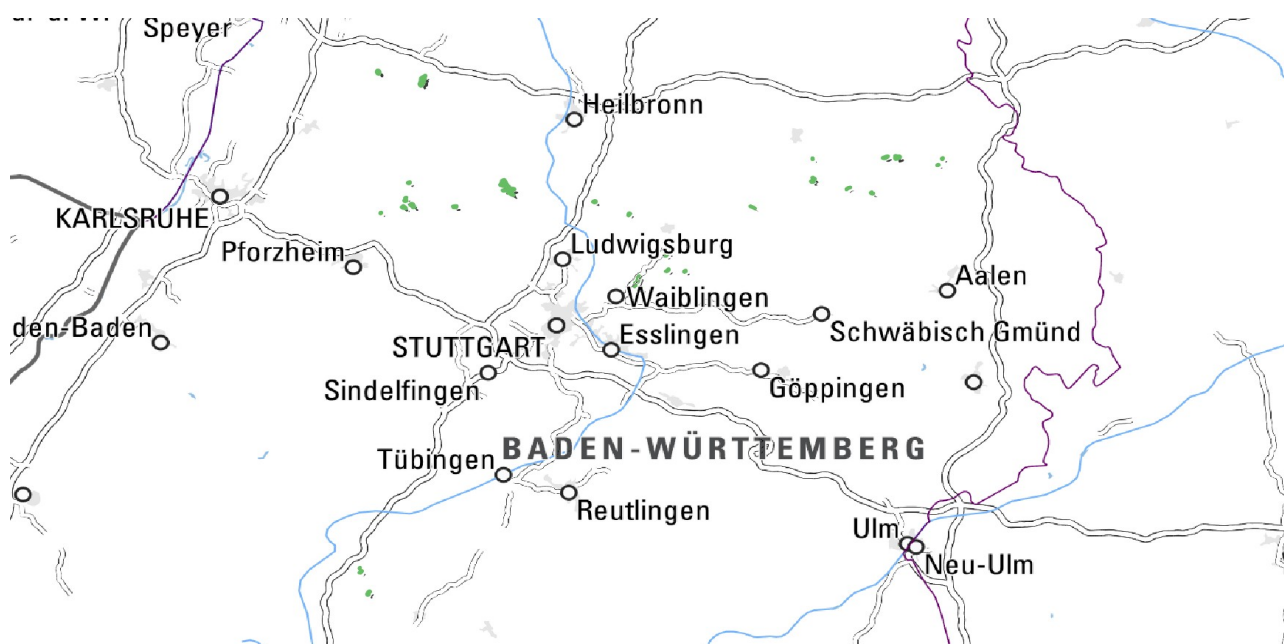 Speyer
Heilbronn
KARLSRUHE
Pforzheim
Ludwigsburg
Aalen
Waiblingen
den-Baden
Esslingen
Schwäbisch Gmünd
STUTTGART
Sindelfingen
Göppingen
BADEN-WÜRTTEMBERG
Tübingen
Reutlingen
Ulm
Neu-Ulm